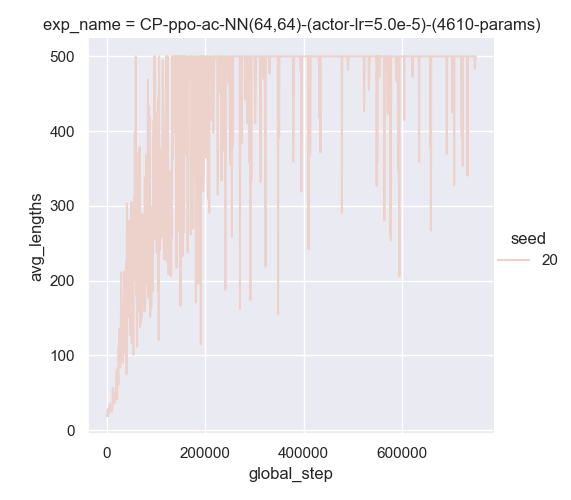 exp_name = CP-ppo-ac-NN(64,64)-(actor-lr=5.0e-5)-(4610-params)
500
400
300
200
100
0
avg_lengths
0 200000 400000 600000
global_step
seed
20